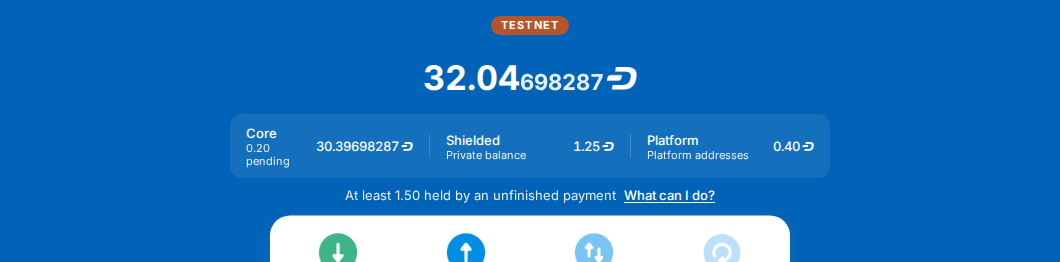 TESTNET
32.04698287
Core
0.20
pending
30.39698287
Shielded
Private balance
1.25
Platform
Platform addresses
0.40
At least 1.50 held by an unfinished payment What can I do?